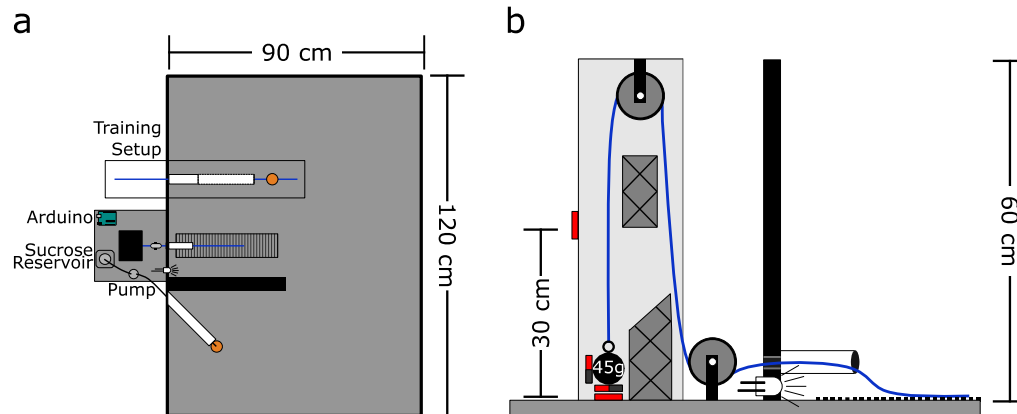 a
90 cm
Training
Setup
Arduino
Sucrose
Reservoir
Pump
120 cm
b
45g
30 cm
60 cm